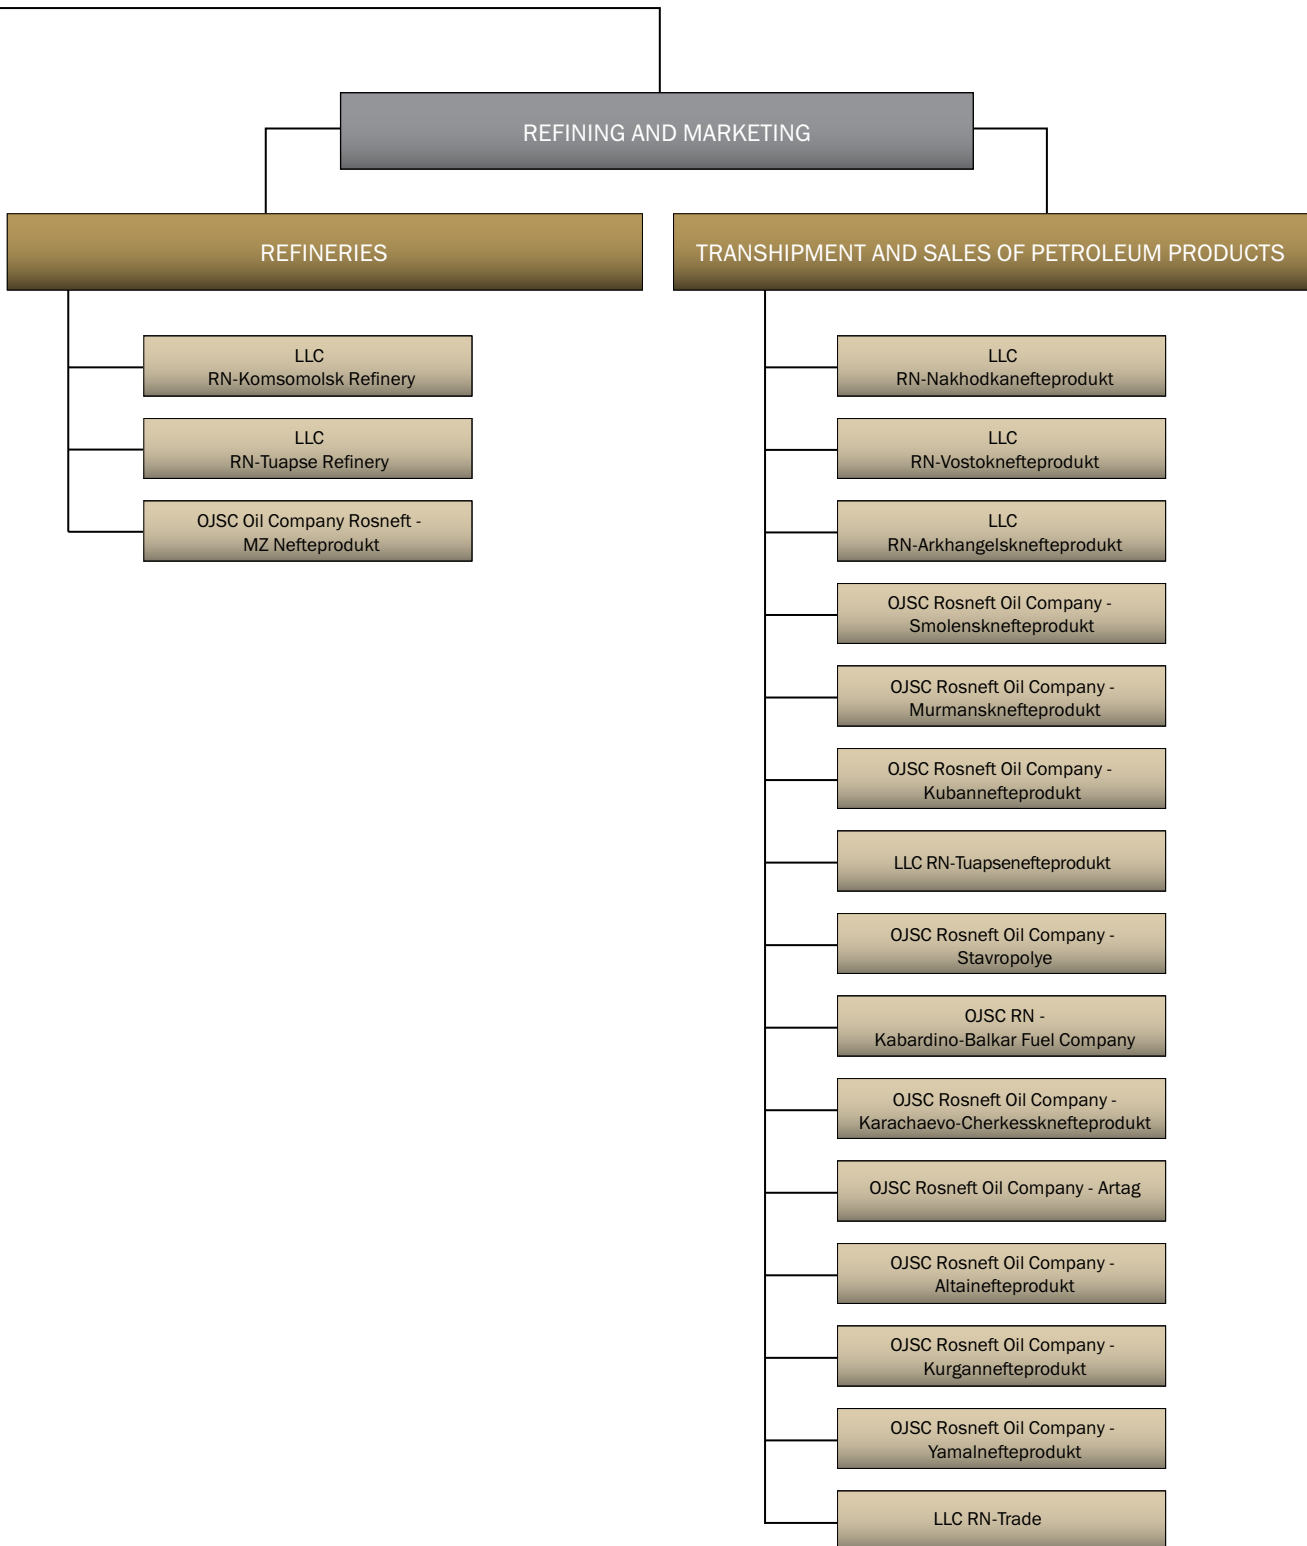 REFINING AND MARKETING
REFINERIES
LLC
RN-Komsomolsk Refinery
LLC
RN-Tuapse Refinery
OJSC Oil Company Rosneft -
MZ Nefteprodukt
TRANSHIPMENT AND SALES OF PETROLEUM PRODUCTS
LLC
RN-Nakhodkanefteprodukt
LLC
RN-Vostoknefteprodukt
LLC
RN-Arkhangelsknefteprodukt
OJSC Rosneft Oil Company -
Smolensknefteprodukt
OJSC Rosneft Oil Company -
Murmansknefteprodukt
OJSC Rosneft Oil Company -
Kubannefteprodukt
LLC RN-Tuapsenefteprodukt
OJSC Rosneft Oil Company -
Stavropolye
OJSC RN -
Kabardino-Balkar Fuel Company
OJSC Rosneft Oil Company -
Karachaevo-Cherkessknefteprodukt
OJSC Rosneft Oil Company - Artag
OJSC Rosneft Oil Company -
Altainefteprodukt
OJSC Rosneft Oil Company -
Kurgannefteprodukt
OJSC Rosneft Oil Company -
Yamalnefteprodukt
LLC RN-Trade